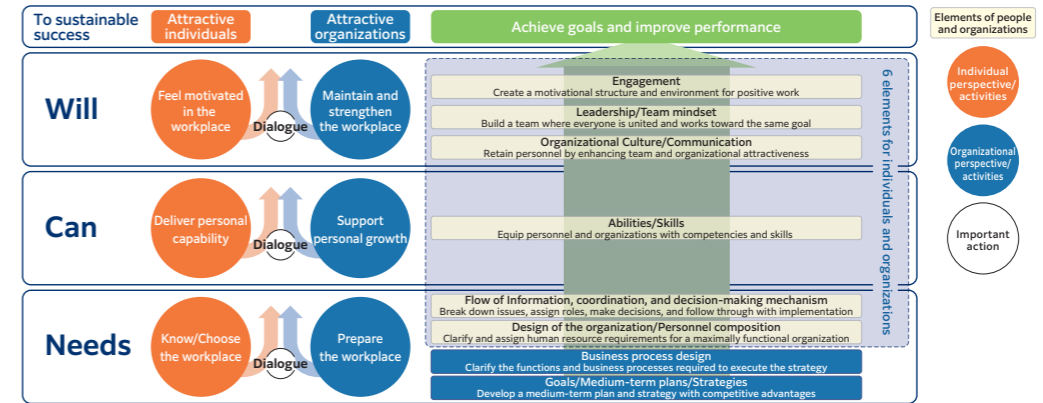 To sustainable
success
Attractive
individuals
Attractive
organizations
Achieve goals and improve performance
Elements of people
and organizations
Will
Feel motivated
in the
workplace
Dialogue
Maintain and
strengthen
the workplace
Engagement
Create a motivational structure and environment for positive work
Leadership/Team mindset
Build a team where everyone is united and works toward the same goal
Organizational Culture/Communication
Retain personnel by enhancing team and organizational attractiveness
6 elements for individuals and organizations
Individual
perspective/
activities
Organizational
perspective/
activities
Important
action
Can
Deliver personal
capability
Dialogue
Support
personal growth
Abilities/Skills
Equip personnel and organizations with competencies and skills
Needs
Know/Choose
the workplace
Dialogue
Prepare
the workplace
Flow of Information, coordination, and decision-making mechanism
Break down issues, assign roles, make decisions, and follow through with implementation
Design of the organization/Personnel composition
Clarify and assign human resource requirements for a maximally functional organization
Business process design
Clarify the functions and business processes required to execute the strategy
Goals/Medium-term plans/Strategies
Develop a medium-term plan and strategy with competitive advantages